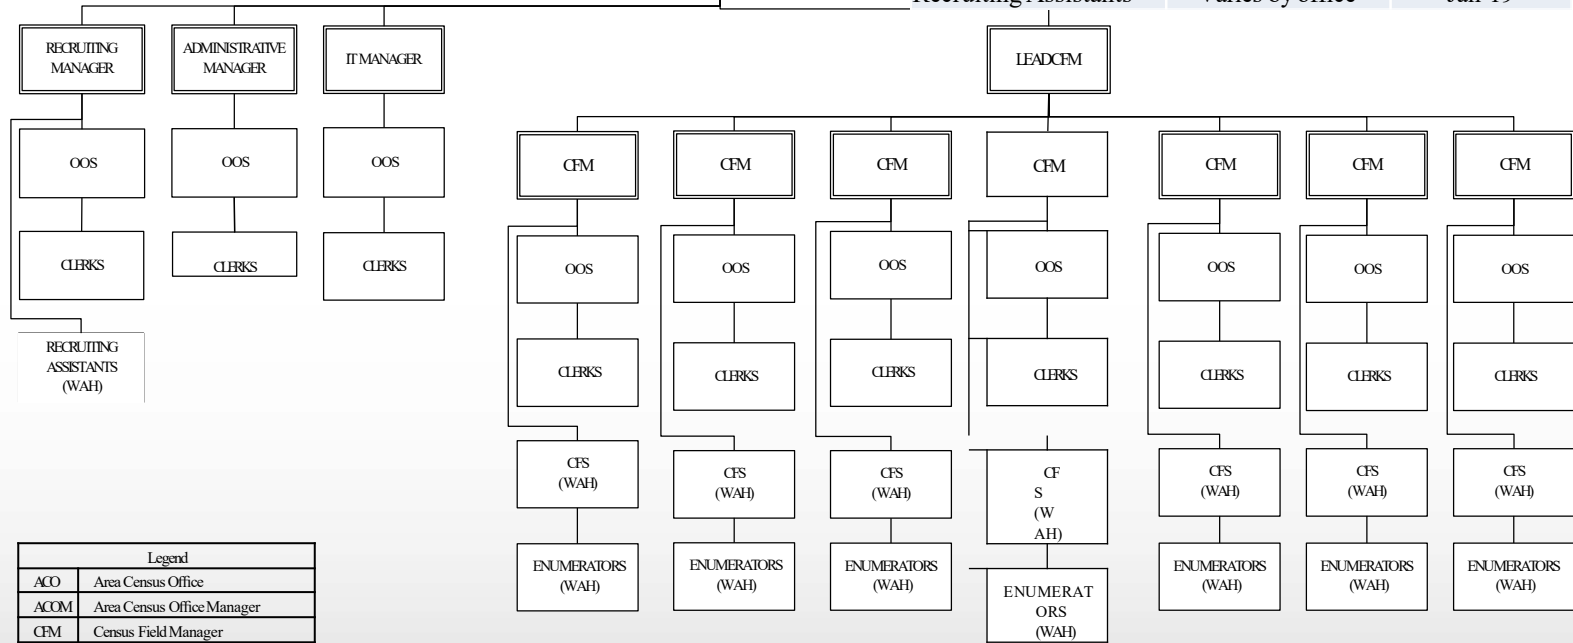 Recruiting Assistants Varies by office Jan-19
RECRUITING
MANAGER
ADMINISTRATIVE
MANAGER
IT MANAGER
LEAD CFM
OOS
OOS
OOS
CFM
CFM
CFM
CFM
CFM
CFM
CFM
CLERKS
CLERKS
CLERKS
OOS
OOS
OOS
OOS
OOS
OOS
OOS
RECRUITING
ASSISTANTS
(WAH)
CLERKS
CLERKS
CLERKS
CLERKS
CLERKS
CLERKS
CLERKS
CFS
(WAH)
CFS
(WAH)
CFS
(WAH)
CF
S
(W
AH)
CFS
(WAH)
CFS
(WAH)
CFS
(WAH)
ENUMERATORS
(WAH)
ENUMERATORS
(WAH)
ENUMERATORS
(WAH)
ENUMERAT
ORS
(WAH)
ENUMERATORS
(WAH)
ENUMERATORS
(WAH)
ENUMERATORS
(WAH)
Legend
ACO Area Census Office
ACOM Area Census Office Manager
CFM Census Field Manager